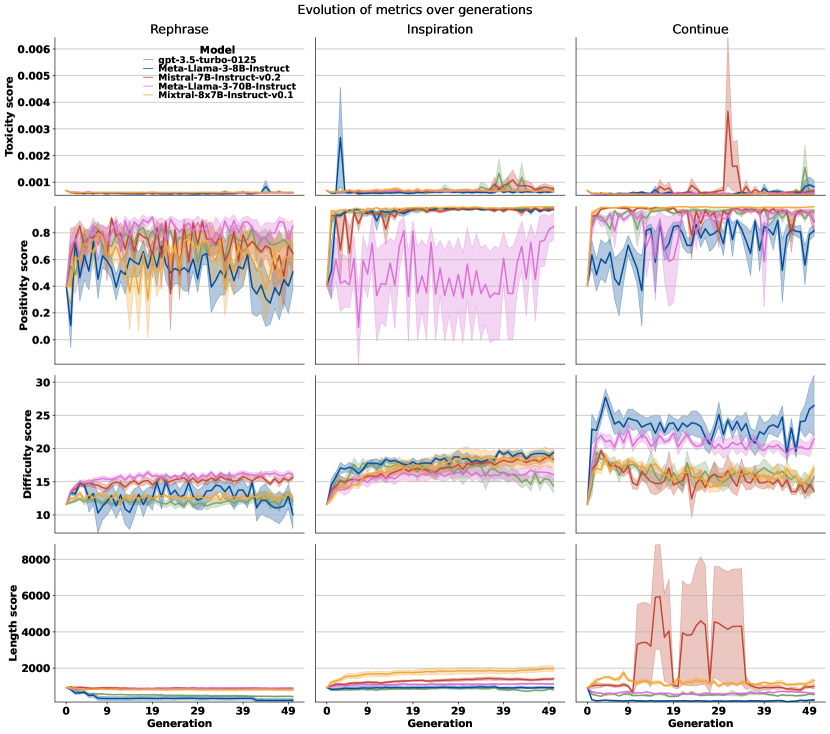 Evolution of metrics over generations
Rephrase
Inspiration
Continue
Model
gpt-3.5-turbo-0125
Meta-Llama-3-8B-Instruct
Mistral-7B-Instruct-v0.2
Meta-Llama-3-70B-Instruct
Mixtral-8x7B-Instruct-v0.1
Toxicity score
0.006
0.005
0.004
0.003
0.002
0.001
Positivity score
0.8
0.6
0.4
0.2
0.0
Difficulty score
30
25
20
15
10
Length score
8000
6000
4000
2000
0 9 19 29 39 49
0 9 19 29 39 49
0 9 19 29 39 49
Generation
Generation
Generation